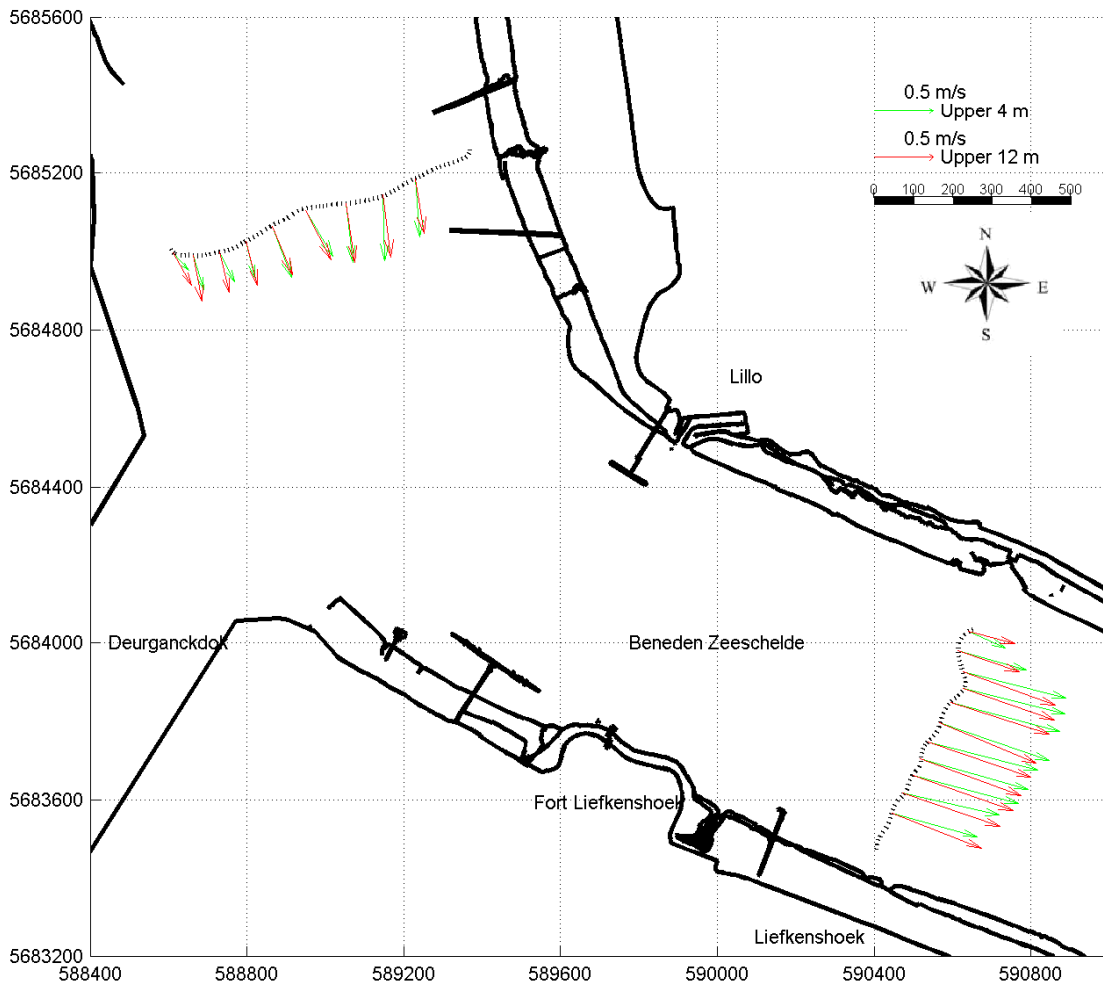 5685600
5685200
5684800
5684400
5684000
5683600
5683200
588400
588800
589200
589600
590000
590400
590800
0.5 m/s
Upper 4 m
0.5 m/s
Upper 12 m
0 100 200 300 400 500
N
W E
S
Lillo
Deurganckdok
Beneden Zeeschelde
Fort Liefkenshoek
Liefkenshoek